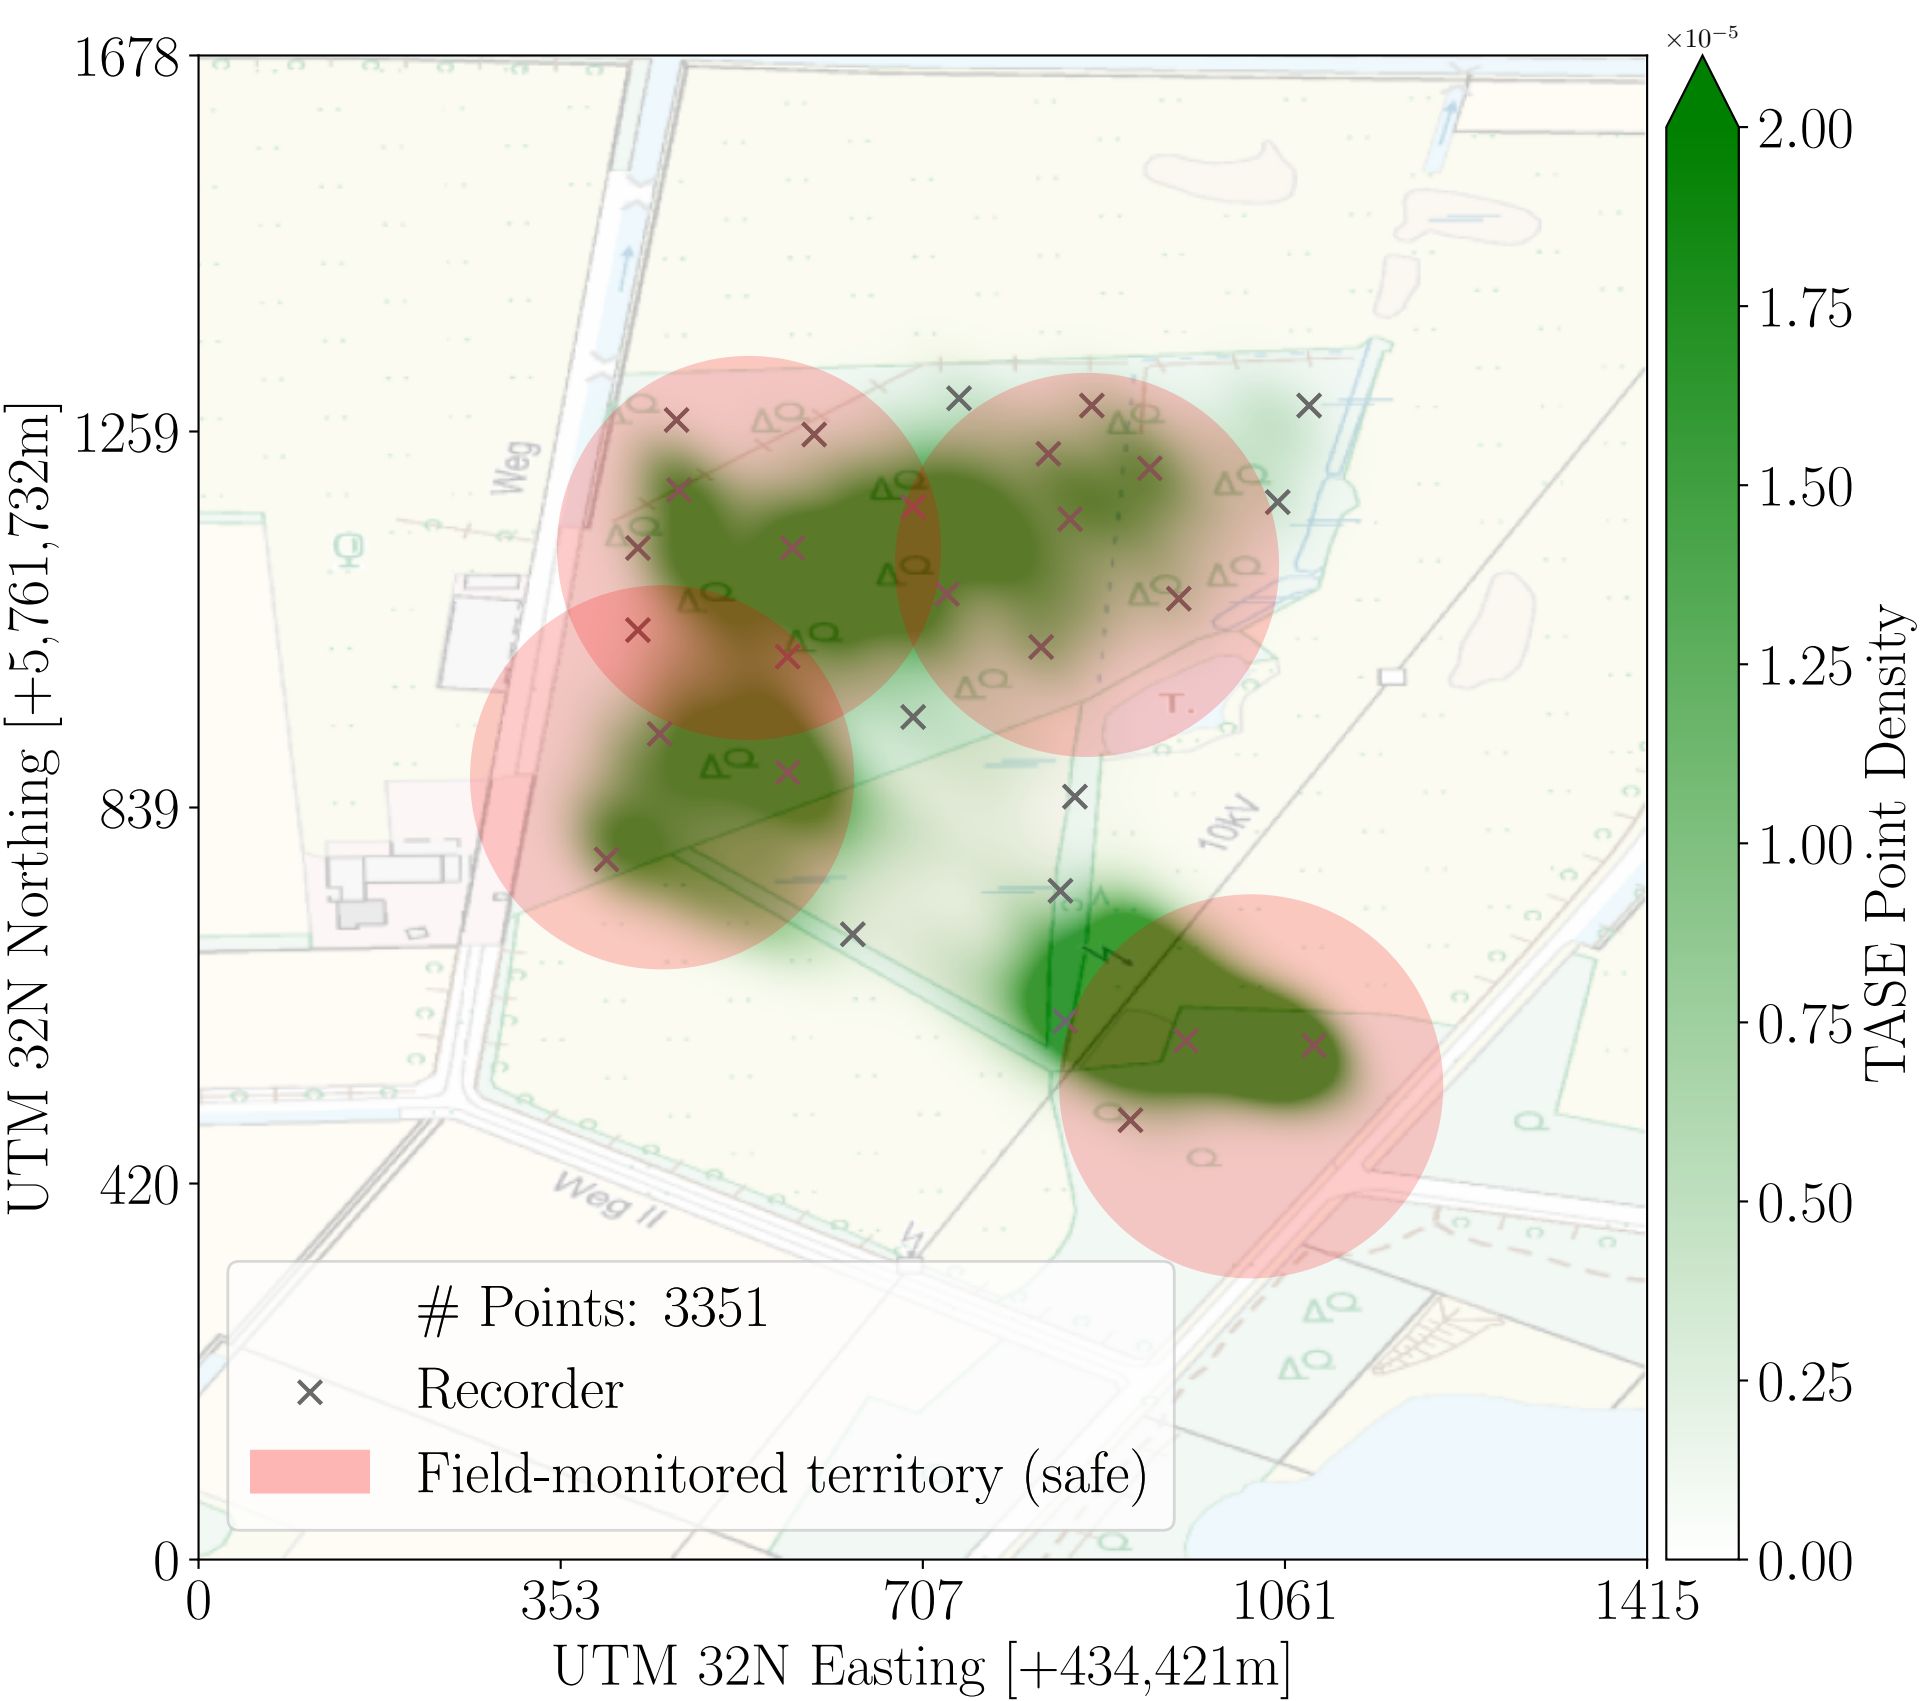 ×10⁻⁵
1678
1259
839
420
0
UTM 32N Northing [+5,761,732m]
0
353
707
1061
1415
UTM 32N Easting [+434,421m]
2.00
1.75
1.50
1.25
1.00
0.75
0.50
0.25
0.00
TASE Point Density
Weg
T.
10kV
Weg II
# Points: 3351
Recorder
Field-monitored territory (safe)